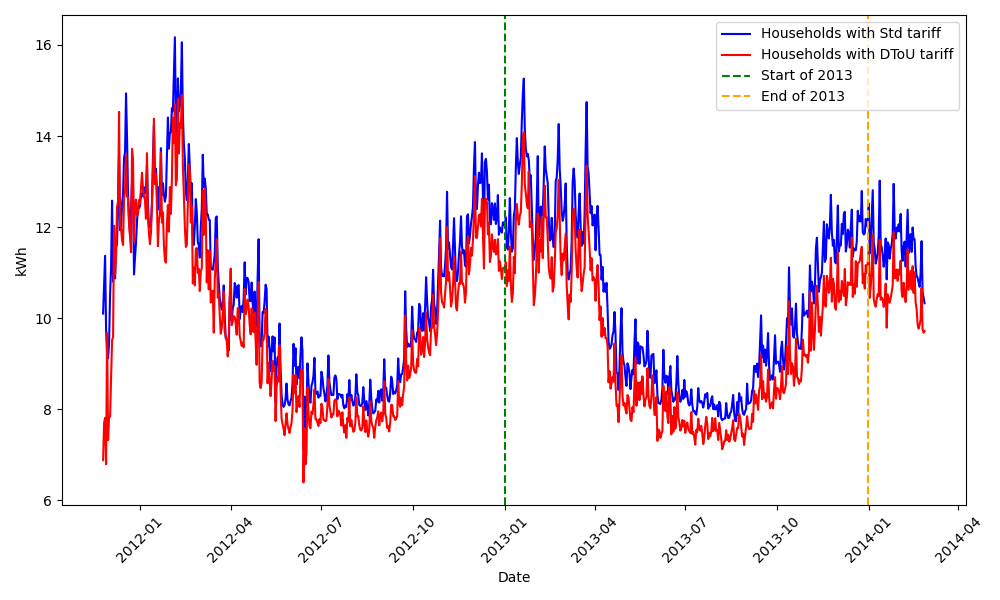 Households with Std tariff
Households with DToU tariff
Start of 2013
End of 2013
kWh
16
14
12
10
8
6
2012-01
2012-04
2012-07
2012-10
2013-01
2013-04
2013-07
2013-10
2014-01
2014-04
Date